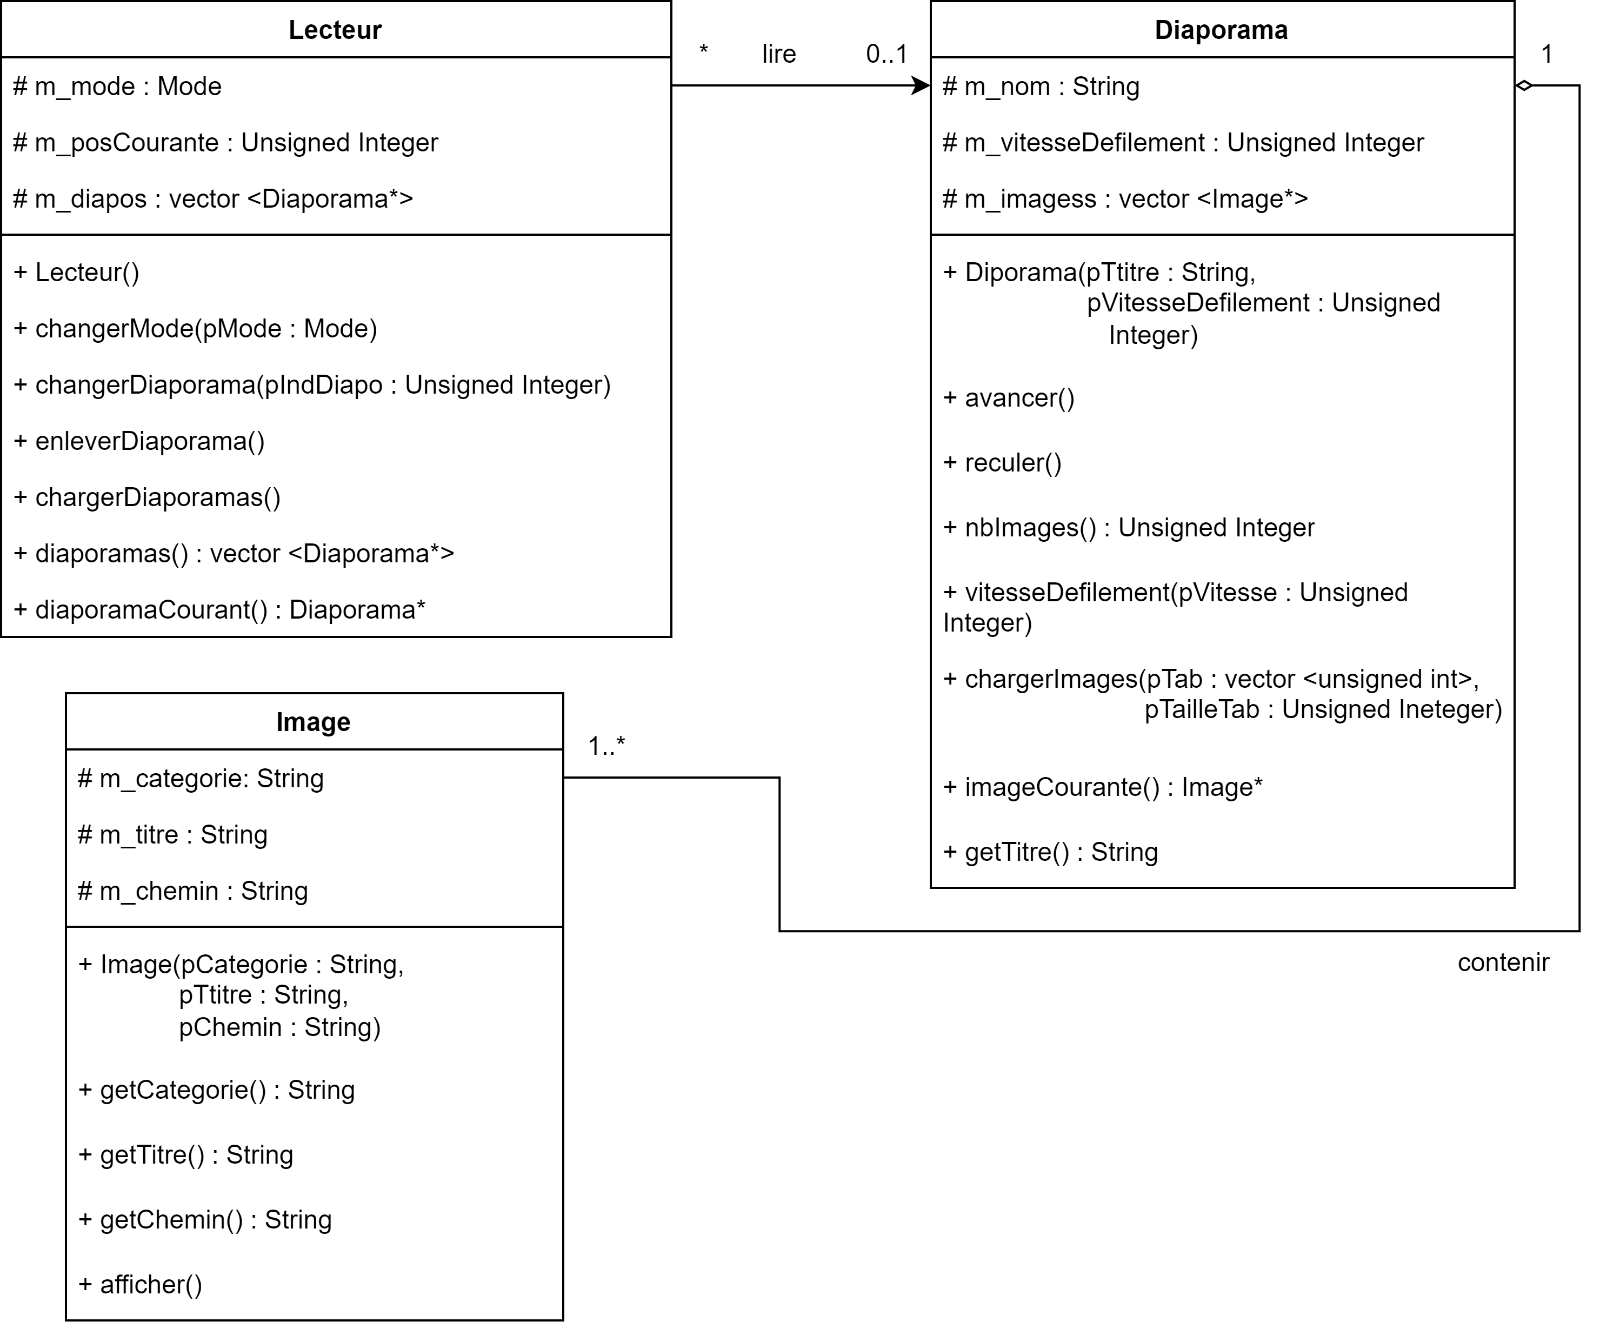 Lecteur
# m_mode : Mode
# m_posCourante : Unsigned Integer
# m_diapos : vector <Diaporama*>
+ Lecteur()
+ changerMode(pMode : Mode)
+ changerDiaporama(pIndDiapo : Unsigned Integer)
+ enleverDiaporama()
+ chargerDiaporamas()
+ diaporamas() : vector <Diaporama*>
+ diaporamaCourant() : Diaporama*
* lire 0..1
Diaporama
# m_nom : String
# m_vitesseDefilement : Unsigned Integer
# m_imagess : vector <Image*>
+ Diporama(pTtitre : String,
pVitesseDefilement : Unsigned
Integer)
+ avancer()
+ reculer()
+ nbImages() : Unsigned Integer
+ vitesseDefilement(pVitesse : Unsigned
Integer)
+ chargerImages(pTab : vector <unsigned int>,
pTailleTab : Unsigned Ineteger)
+ imageCourante() : Image*
+ getTitre() : String
1
Image
# m_categorie: String
# m_titre : String
# m_chemin : String
+ Image(pCategorie : String,
pTtitre : String,
pChemin : String)
+ getCategorie() : String
+ getTitre() : String
+ getChemin() : String
+ afficher()
1..*
contenir